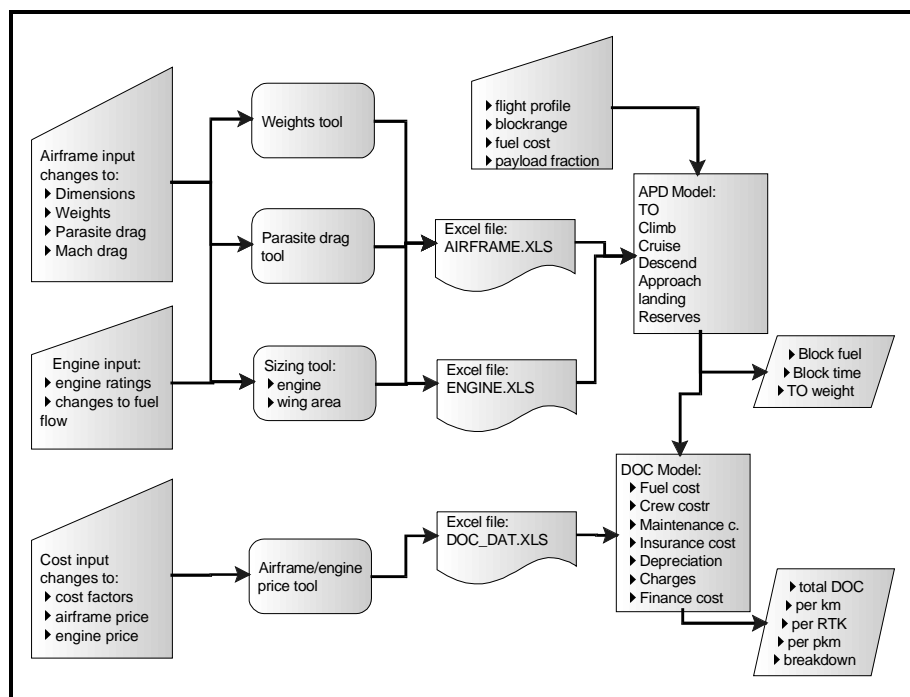 Airframe input
changes to:
Dimensions
Weights
Parasite drag
Mach drag
Weights tool
Parasite drag
tool
Engine input:
engine ratings
changes to fuel
flow
Sizing tool:
engine
wing area
flight profile
blockrange
fuel cost
payload fraction
Excel file:
AIRFRAME.XLS
Excel file:
ENGINE.XLS
APD Model:
TO
Climb
Cruise
Descend
Approach
landing
Reserves
Block fuel
Block time
TO weight
Cost input
changes to:
cost factors
airframe price
engine price
Airframe/engine
price tool
Excel file:
DOC_DAT.XLS
DOC Model:
Fuel cost
Crew costr
Maintenance c.
Insurance cost
Depreciation
Charges
Finance cost
total DOC
per km
per RTK
per pkm
breakdown